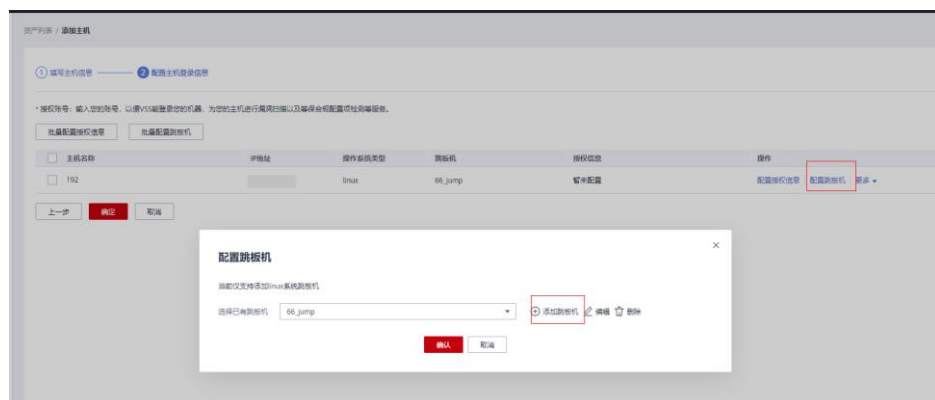 资产列表 / 添加主机
1 填写主机信息 2 配置主机登录信息
* 授权账号：输入您的账号，以便VSS能登录您的机器，为您的主机进行漏洞扫描以及等保合规配置项检测等服务。
批量配置授权信息 批量配置跳板机
主机名称 IP地址 操作系统类型 跳板机 授权信息 操作
192 linux 66_jump 暂未配置 配置授权信息 配置跳板机 更多
上一步 确定 取消
配置跳板机
当前仅支持添加linux系统跳板机
选择已有跳板机 66_jump 添加跳板机 编辑 删除
确认 取消